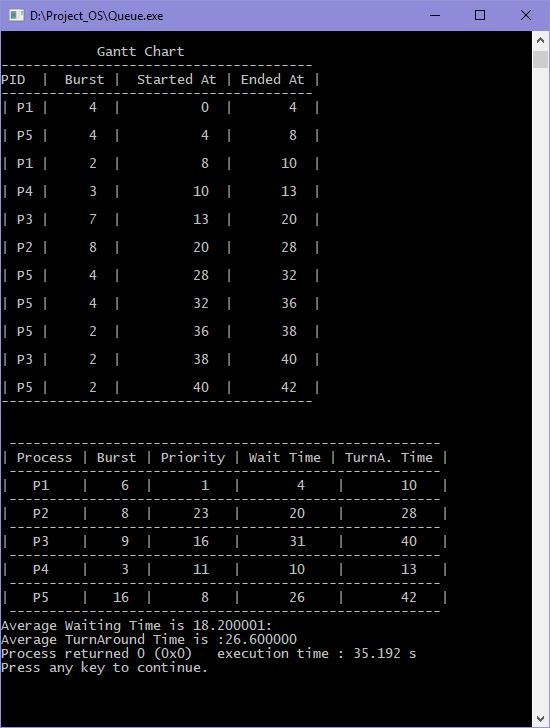 D:\Project_OS\Queue.exe
Gantt Chart
---------------------------------------
PID  |  Burst |  Started At | Ended At |
---------------------------------------
| P1 |     4  |          0  |       4  |
| P5 |     4  |          4  |       8  |
| P1 |     2  |          8  |      10  |
| P4 |     3  |         10  |      13  |
| P3 |     7  |         13  |      20  |
| P2 |     8  |         20  |      28  |
| P5 |     4  |         28  |      32  |
| P5 |     4  |         32  |      36  |
| P5 |     2  |         36  |      38  |
| P3 |     2  |         38  |      40  |
| P5 |     2  |         40  |      42  |
---------------------------------------
------------------------------------------------------
| Process | Burst | Priority | Wait Time | TurnA. Time |
------------------------------------------------------
|   P1    |    6  |      1   |       4   |       10    |
------------------------------------------------------
|   P2    |    8  |     23   |      20   |       28    |
------------------------------------------------------
|   P3    |    9  |     16   |      31   |       40    |
------------------------------------------------------
|   P4    |    3  |     11   |      10   |       13    |
------------------------------------------------------
|   P5    |   16  |      8   |      26   |       42    |
------------------------------------------------------
Average Waiting Time is 18.200001:
Average TurnAround Time is :26.600000
Process returned 0 (0x0)   execution time : 35.192 s
Press any key to continue.